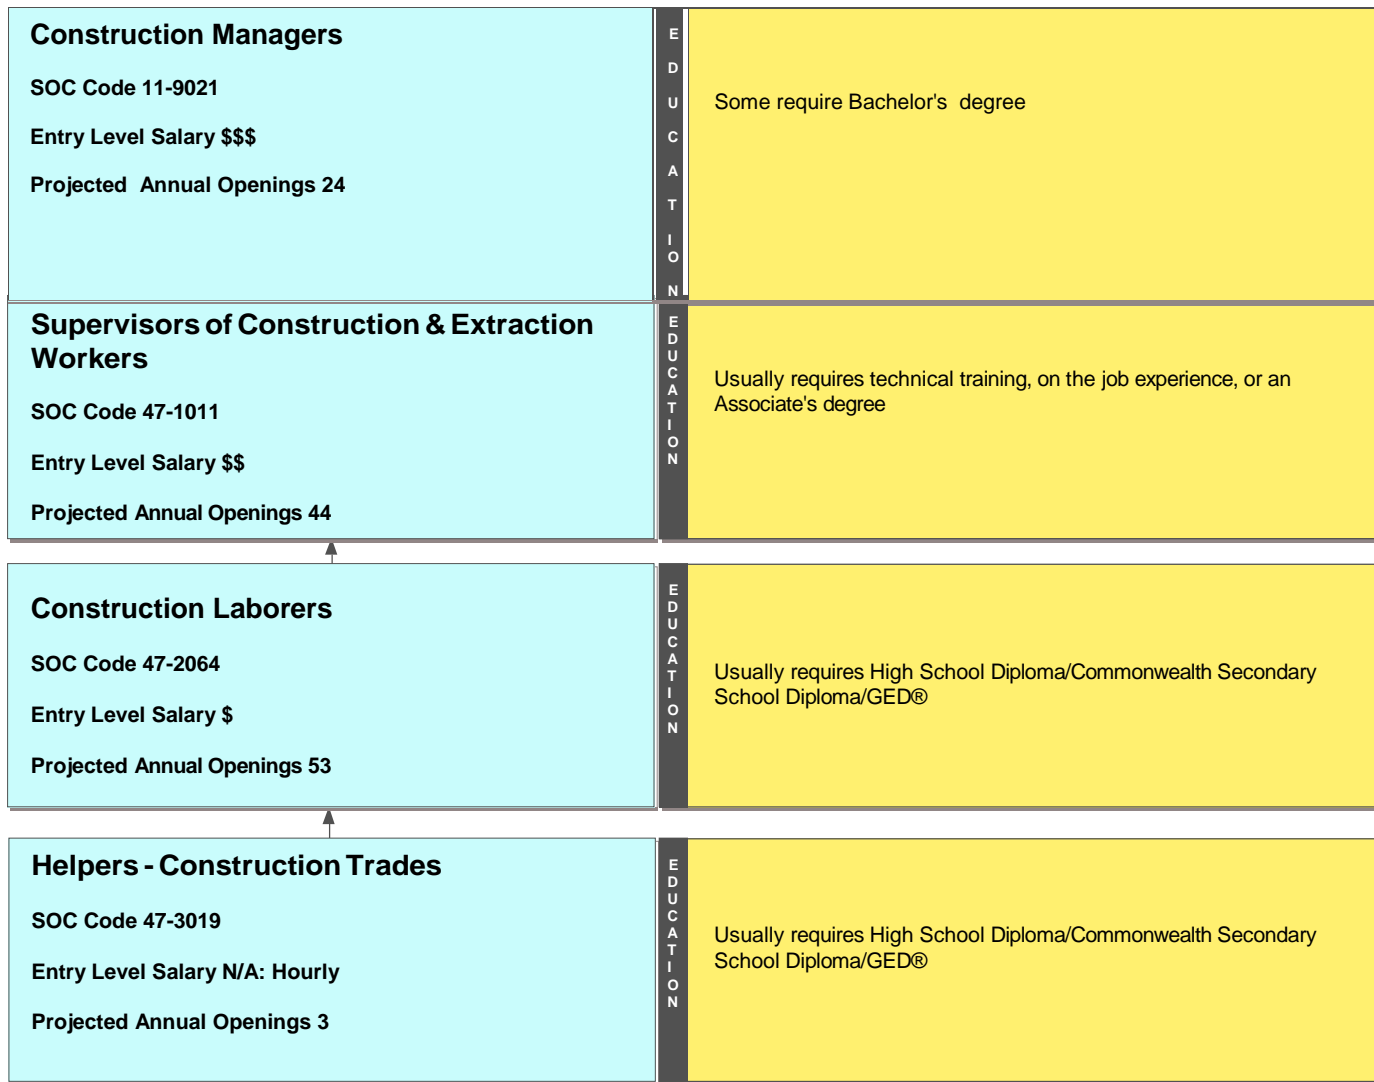 Construction Managers
SOC Code 11-9021
Entry Level Salary $$$
Projected Annual Openings 24
EDUCATION
Some require Bachelor's degree
Supervisors of Construction & Extraction
Workers
SOC Code 47-1011
Entry Level Salary $$
Projected Annual Openings 44
EDUCATION
Usually requires technical training, on the job experience, or an
Associate's degree
Construction Laborers
SOC Code 47-2064
Entry Level Salary $
Projected Annual Openings 53
EDUCATION
Usually requires High School Diploma/Commonwealth Secondary
School Diploma/GED®
Helpers - Construction Trades
SOC Code 47-3019
Entry Level Salary N/A: Hourly
Projected Annual Openings 3
EDUCATION
Usually requires High School Diploma/Commonwealth Secondary
School Diploma/GED®